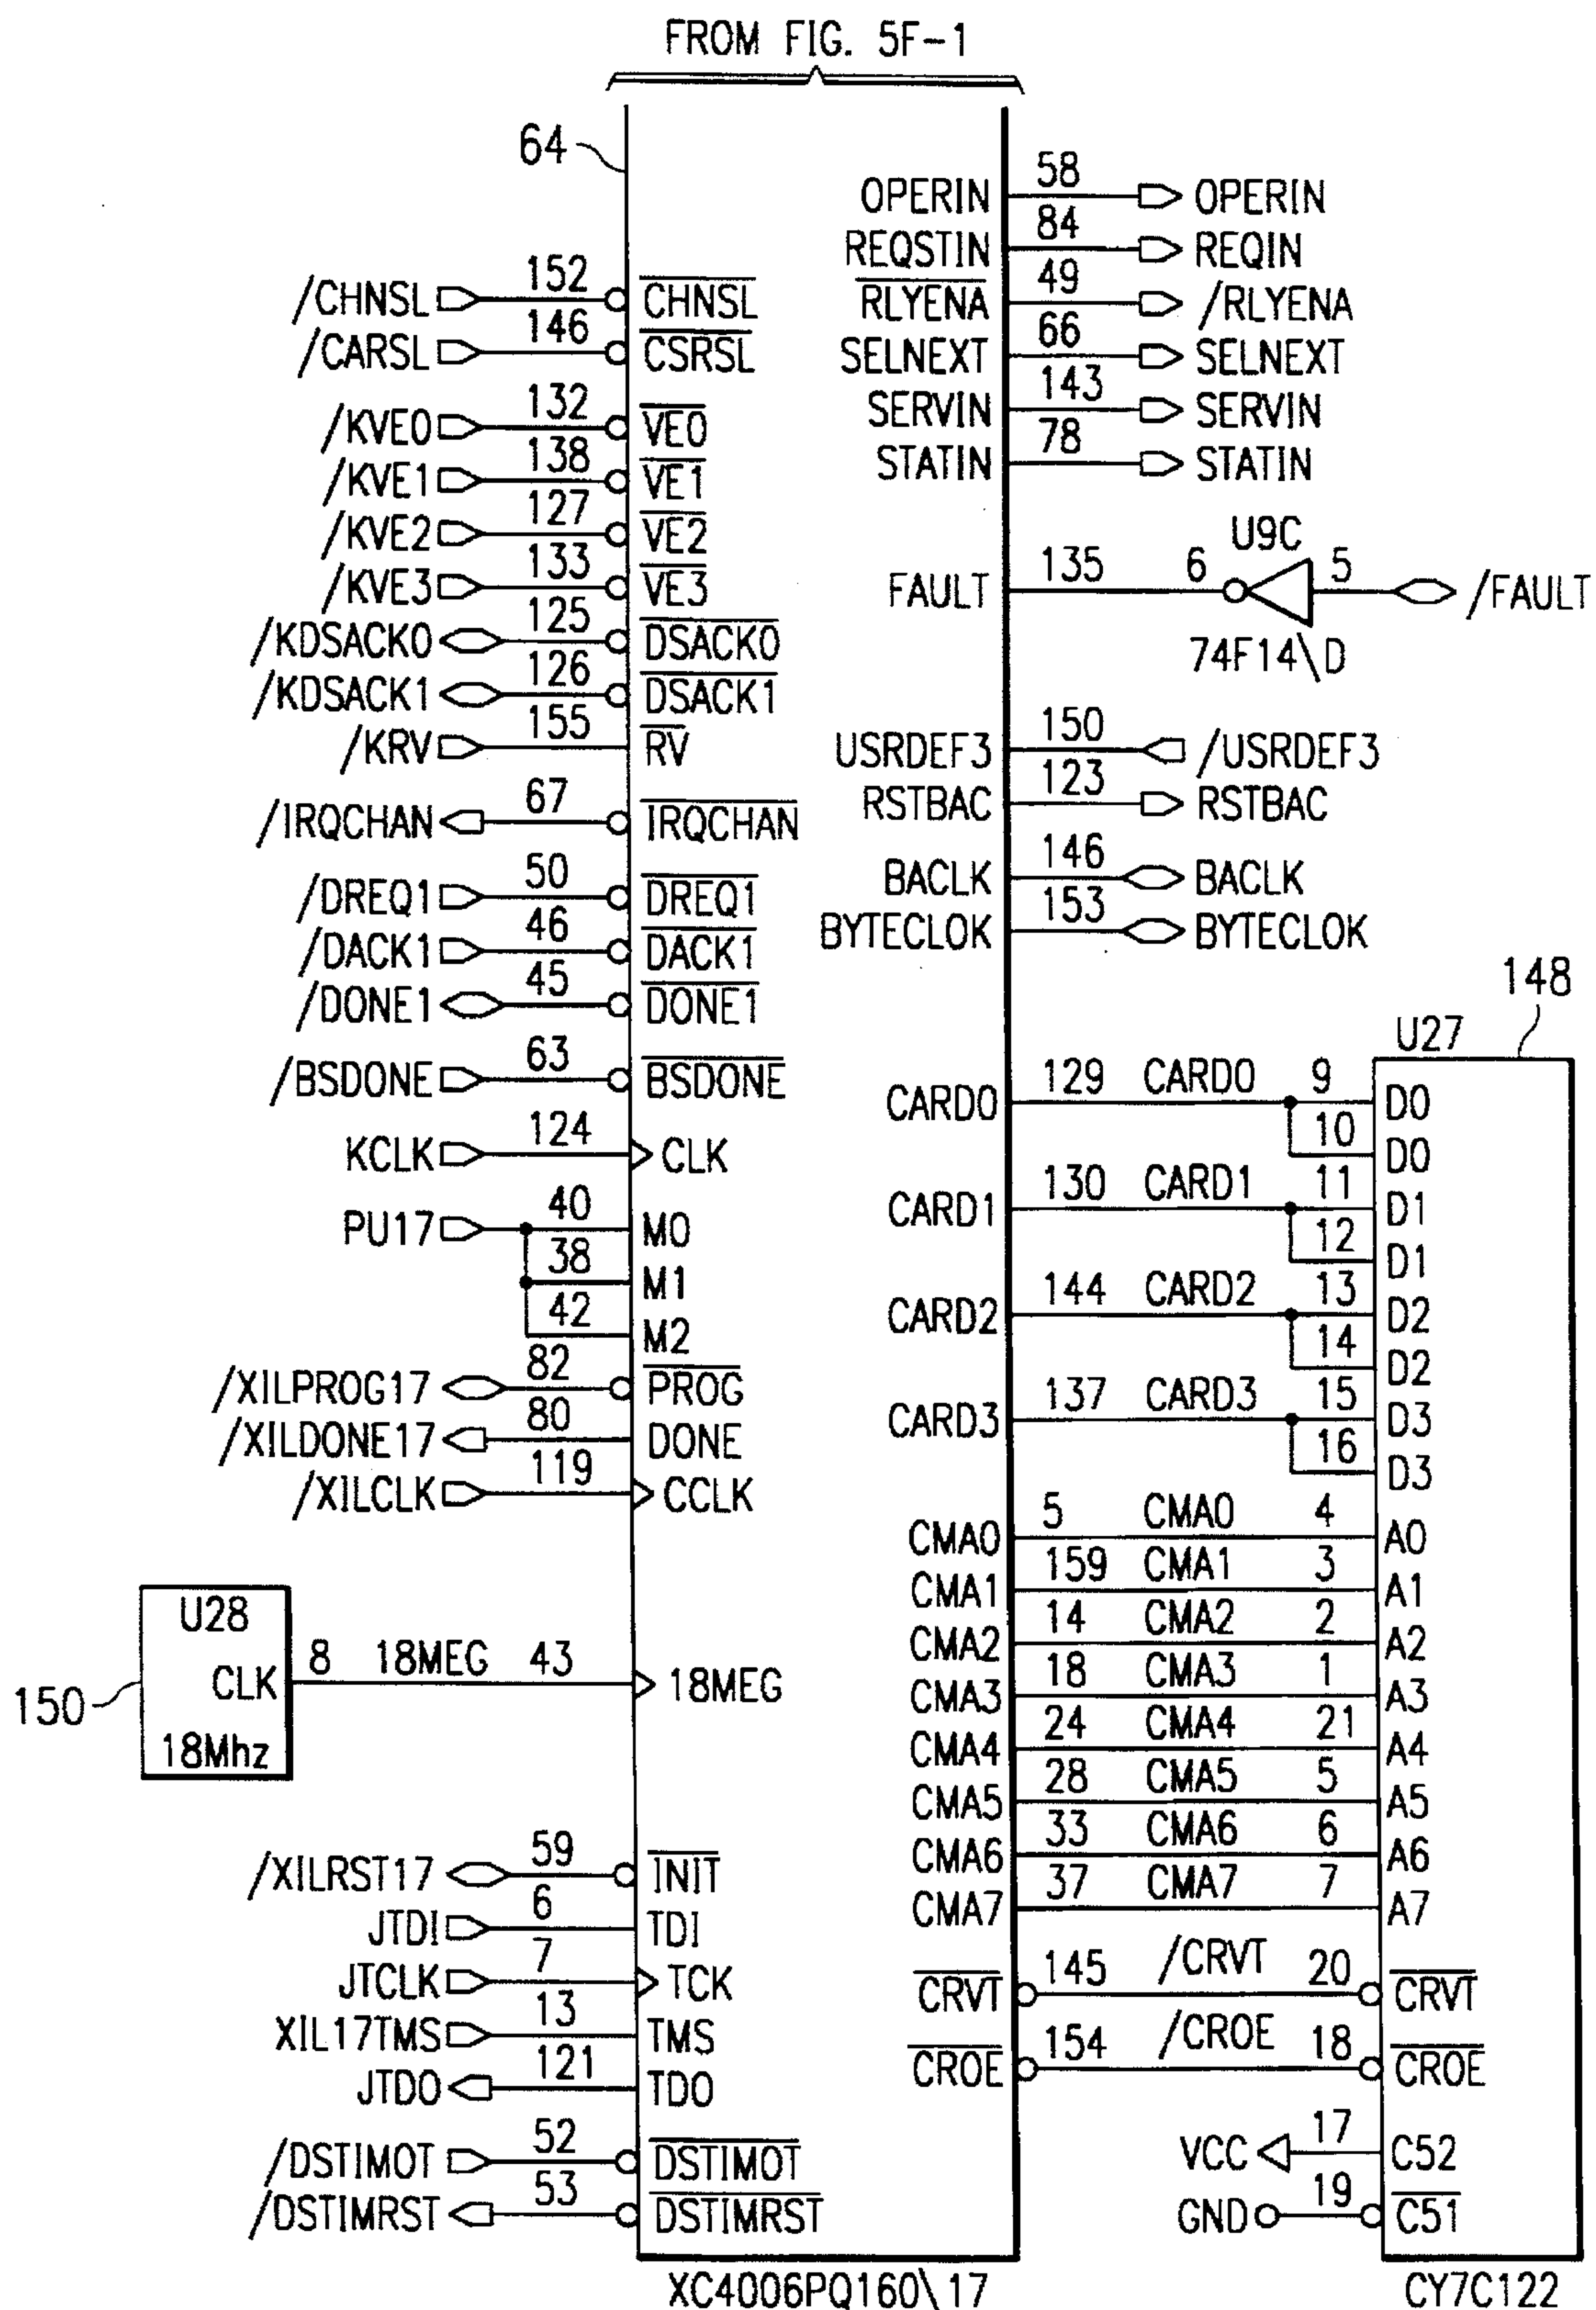 FROM FIG. 5F-1
64
OPERIN 58 OPERIN
REQSTIN 84 REQIN
/CHNSL 152 CHNSL
RLYENA 49 /RLYENA
/CARSL 146 CSRSL
SELNEXT 66 SELNEXT
SERVIN 143 SERVIN
/KVE0 132 VE0
STATIN 78 STATIN
/KVE1 138 VE1
/KVE2 127 VE2
U9C
/KVE3 133 VE3
FAULT 135 6 5 /FAULT
74F14\D
/KDSACK0 125 DSACK0
/KDSACK1 126 DSACK1
/KRV 155 RV
USRDEF3 150 /USRDEF3
RSTBAC 123 RSTBAC
/IRQCHAN 67 IRQCHAN
BACLK 146 BACLK
/DREQ1 50 DREQ1
BYTECLOK 153 BYTECLOK
/DACK1 46 DACK1
/DONE1 45 DONE1
148
U27
/BSDONE 63 BSDONE
CARD0 129 CARD0 9 D0
10 D0
KCLK 124 CLK
CARD1 130 CARD1 11 D1
12 D1
PU17 40 M0
38 M1
42 M2
CARD2 144 CARD2 13 D2
14 D2
/XILPROG17 82 PROG
CARD3 137 CARD3 15 D3
16 D3
/XILDONE17 80 DONE
/XILCLK 119 CCLK
CMA0 5 CMA0 4 A0
CMA1 159 CMA1 3 A1
CMA2 14 CMA2 2 A2
CMA3 18 CMA3 1 A3
CMA4 24 CMA4 21 A4
CMA5 28 CMA5 5 A5
CMA6 33 CMA6 6 A6
CMA7 37 CMA7 7 A7
U28
CLK 8 18MEG 43 18MEG
150
18Mhz
/XILRST17 59 INIT
JTDI 6 TDI
JTCLK 7 TCK
XIL17TMS 13 TMS
JTDO 121 TDO
CRVT 145 /CRVT 20 CRVT
CROE 154 /CROE 18 CROE
/DSTIMOT 52 DSTIMOT
/DSTIMRST 53 DSTIMRST
VCC 17 C52
GND 19 C51
XC4006PQ160\17
CY7C122